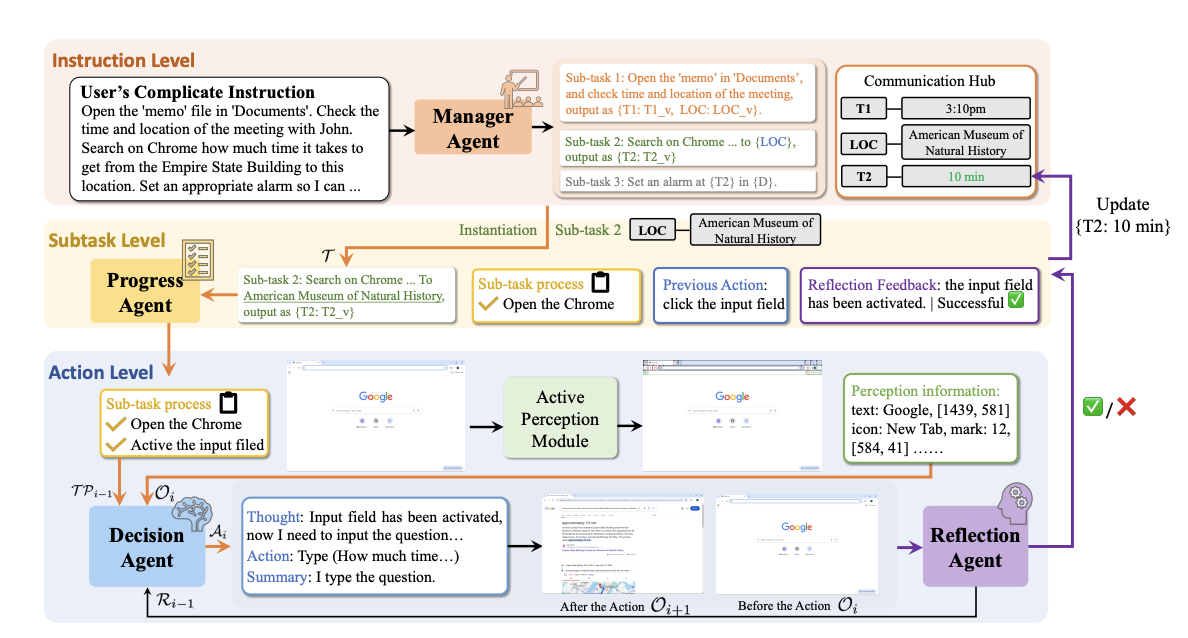 Instruction Level
User's Complicate Instruction
Open the 'memo' file in 'Documents'. Check the
time and location of the meeting with John.
Search on Chrome how much time it takes to
get from the Empire State Building to this
location. Set an appropriate alarm so I can ...
Manager
Agent
Sub-task 1: Open the 'memo' in 'Documents',
and check time and location of the meeting,
output as {T1: T1_v, LOC: LOC_v}.
Sub-task 2: Search on Chrome ... to {LOC},
output as {T2: T2_v}
Sub-task 3: Set an alarm at {T2} in {D}.
Communication Hub
T1
3:10pm
LOC
American Museum of
Natural History
T2
10 min
Update
{T2: 10 min}
Subtask Level
Instantiation
Sub-task 2
LOC
American Museum of
Natural History
𝒯
Progress
Agent
Sub-task 2: Search on Chrome ... To
American Museum of Natural History,
output as {T2: T2_v}
Sub-task process
Open the Chrome
Previous Action:
click the input field
Reflection Feedback: the input field
has been activated. | Successful ✅
Action Level
Sub-task process
Open the Chrome
Active the input filed
Google
Active
Perception
Module
Google
Perception information:
text: Google, [1439, 581]
icon: New Tab, mark: 12,
[584, 41] ......
✅/❌
𝒯𝒫i−1
𝒪i
Decision
Agent
𝒜i
Thought: Input field has been activated,
now I need to input the question…
Action: Type (How much time…)
Summary: I type the question.
Google
After the Action 𝒪i+1
Before the Action 𝒪i
Reflection
Agent
ℛi−1